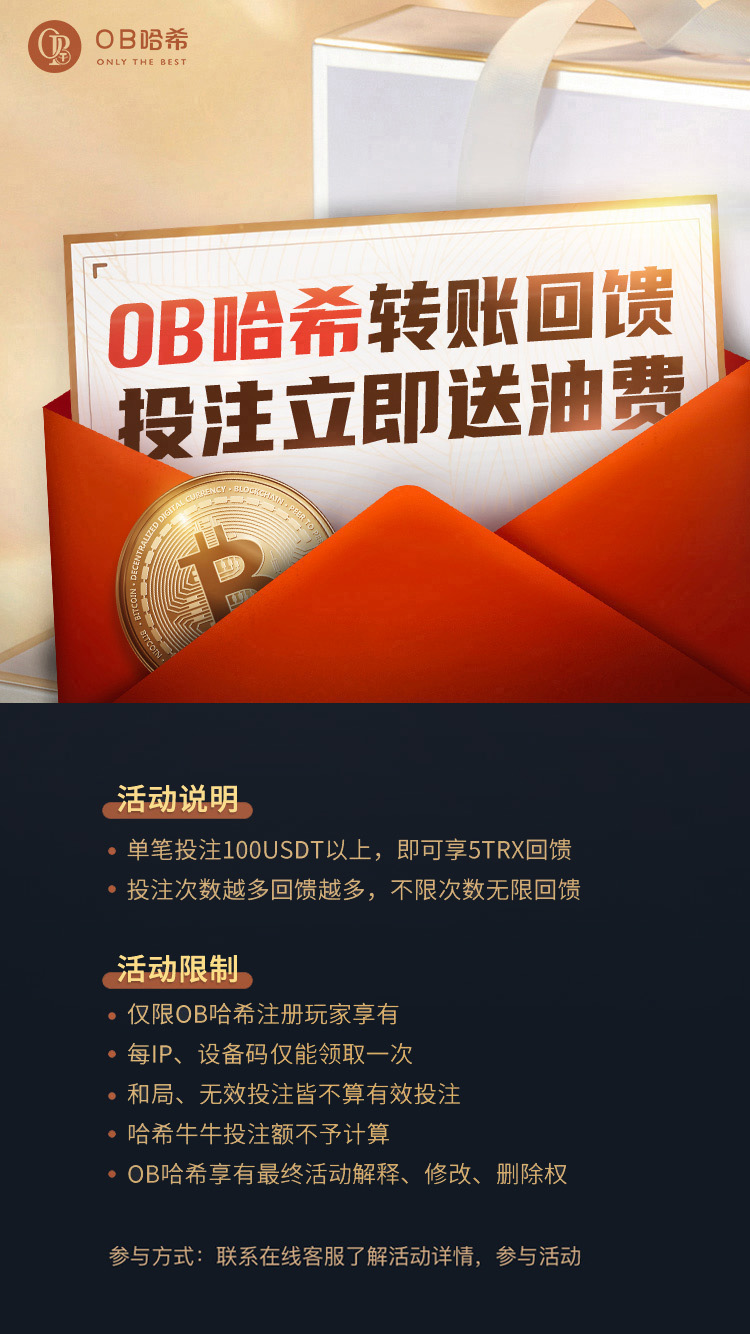 OB哈希
ONLY THE BEST
OB哈希转账回馈
投注立即送油费
BITCOIN • DECENTRALIZED DIGITAL CURRENCY • BLOCKCHAIN • PEER TO
活动说明
• 单笔投注100USDT以上，即可享5TRX回馈
• 投注次数越多回馈越多，不限次数无限回馈
活动限制
• 仅限OB哈希注册玩家享有
• 每IP、设备码仅能领取一次
• 和局、无效投注皆不算有效投注
• 哈希牛牛投注额不予计算
• OB哈希享有最终活动解释、修改、删除权
参与方式：联系在线客服了解活动详情，参与活动